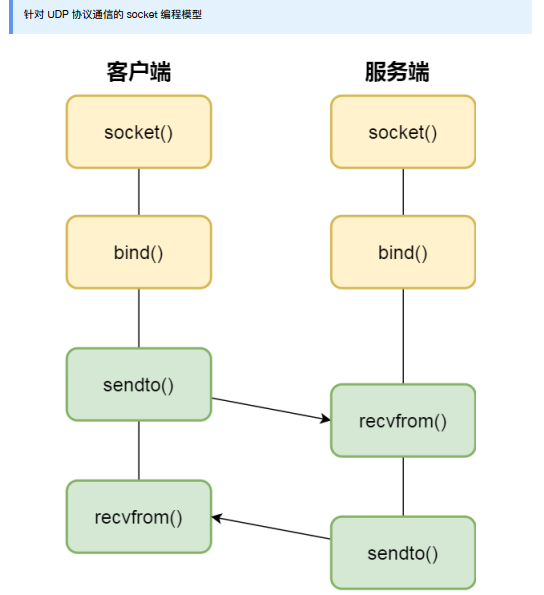 针对 UDP 协议通信的 socket 编程模型
客户端
服务端
socket()
socket()
bind()
bind()
sendto()
recvfrom()
recvfrom()
sendto()